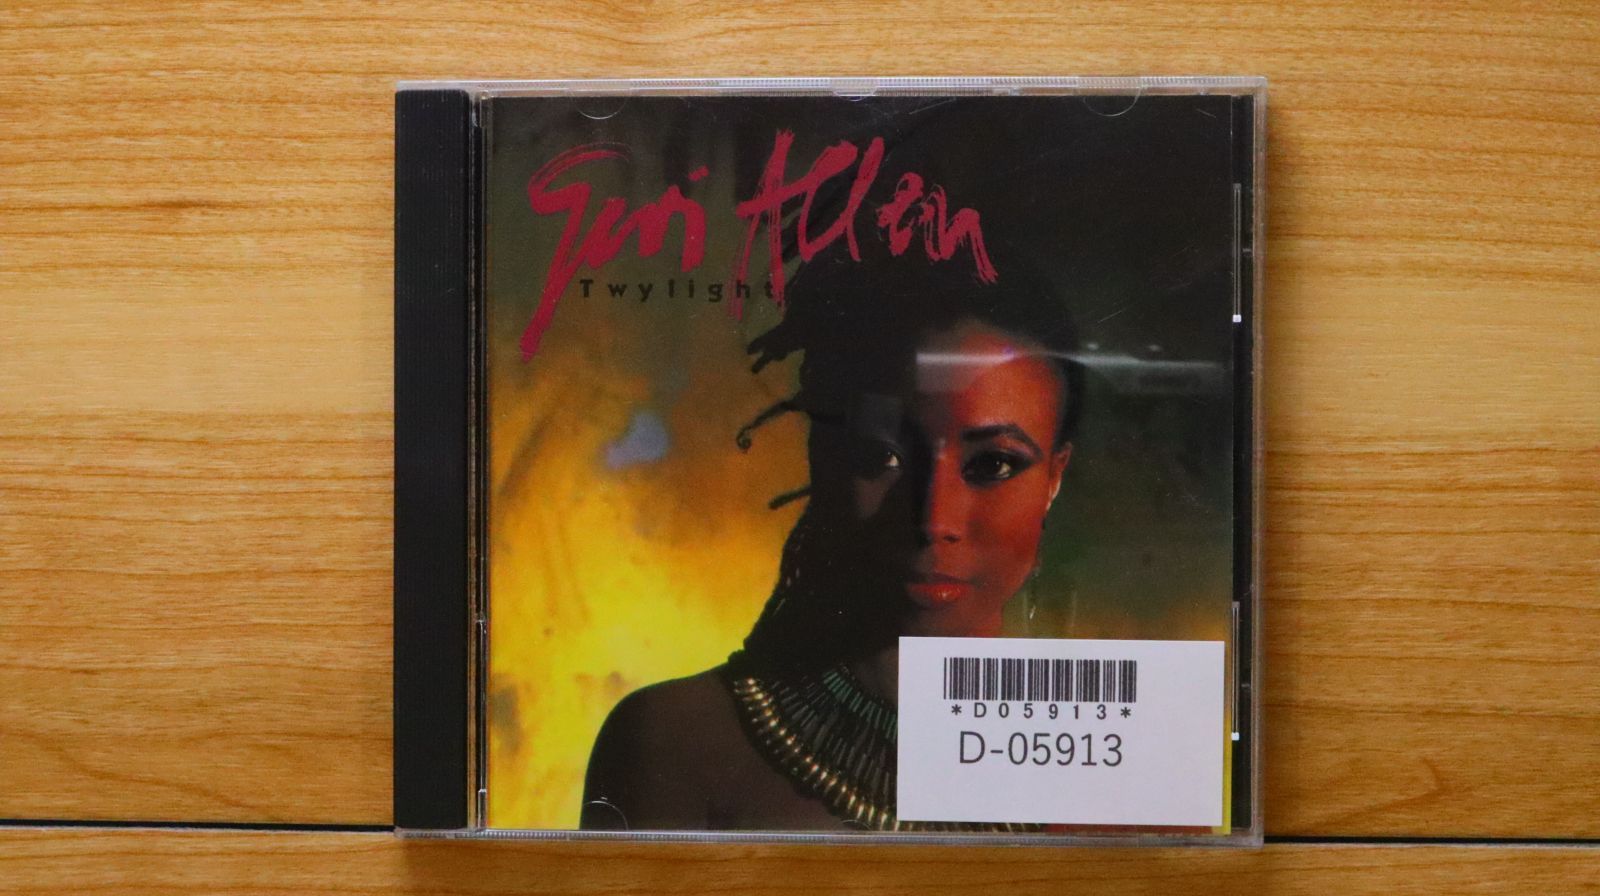 Geri Allen
Twylight
*D05913*
D-05913